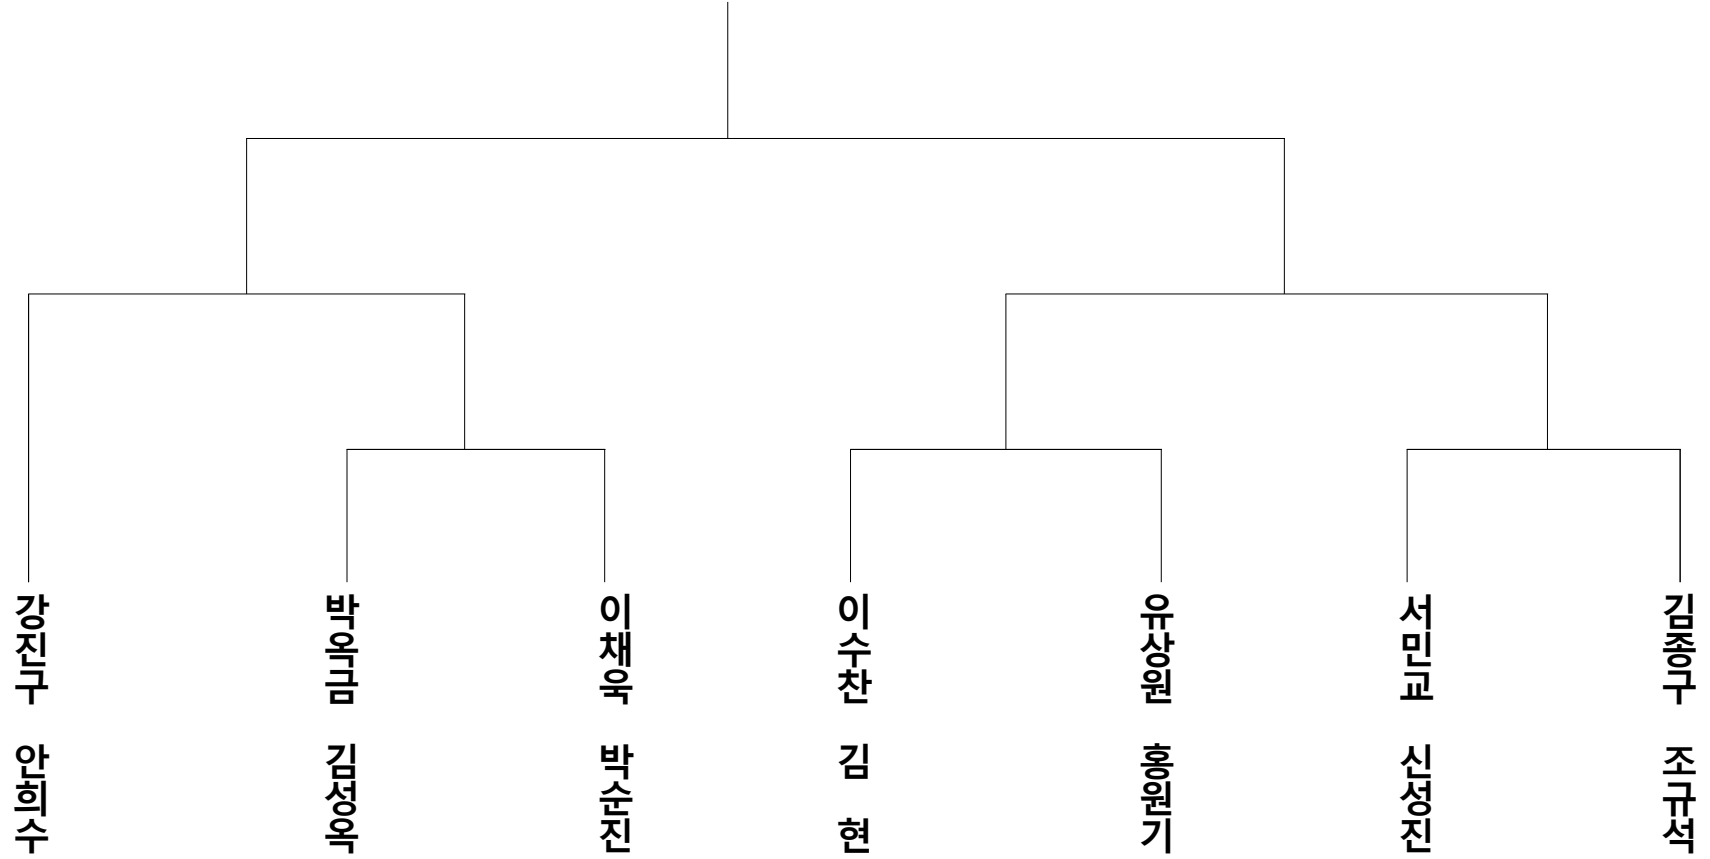 강진구 안희수
박옥금 김성옥
이채욱 박순진
이수찬 김 현
유상원 홍원기
서민교 신성진
김종구 조규석